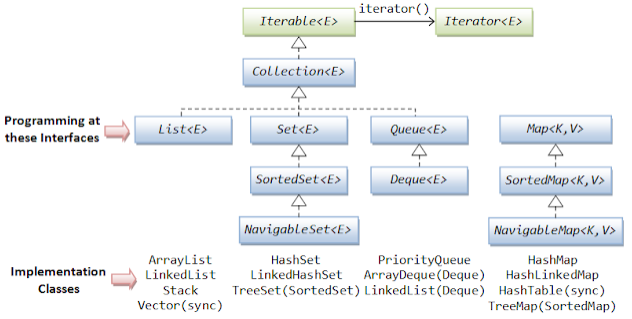 Iterable<E>
iterator()
Iterator<E>
Collection<E>
Programming at
these Interfaces
List<E>
Set<E>
Queue<E>
Map<K,V>
SortedSet<E>
Deque<E>
SortedMap<K,V>
NavigableSet<E>
NavigableMap<K,V>
Implementation
Classes
ArrayList
LinkedList
Stack
Vector(sync)
HashSet
LinkedHashSet
TreeSet(SortedSet)
PriorityQueue
ArrayDeque(Deque)
LinkedList(Deque)
HashMap
HashLinkedMap
HashTable(sync)
TreeMap(SortedMap)